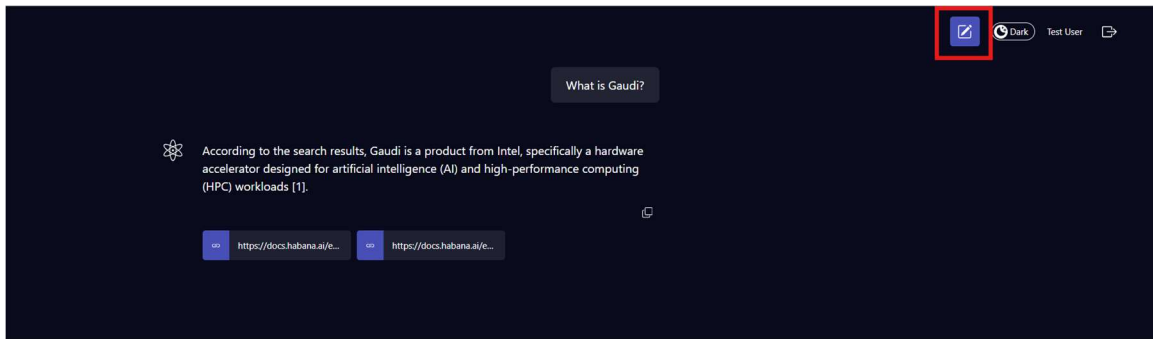 Dark
Test User
What is Gaudi?
According to the search results, Gaudi is a product from Intel, specifically a hardware
accelerator designed for artificial intelligence (AI) and high-performance computing
(HPC) workloads [1].
https://docs.habana.ai/e...
https://docs.habana.ai/e...